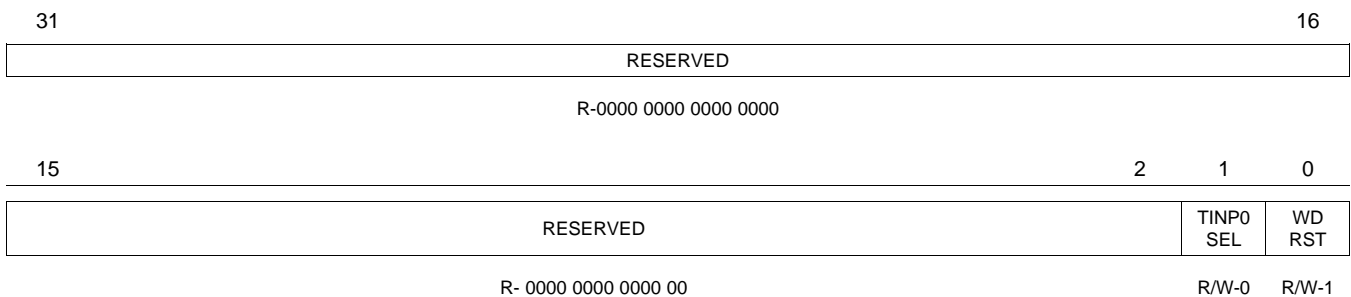 31 16
RESERVED
R-0000 0000 0000 0000
15 2 1 0
RESERVED TINP0 SEL WD RST
R- 0000 0000 0000 00 R/W-0 R/W-1